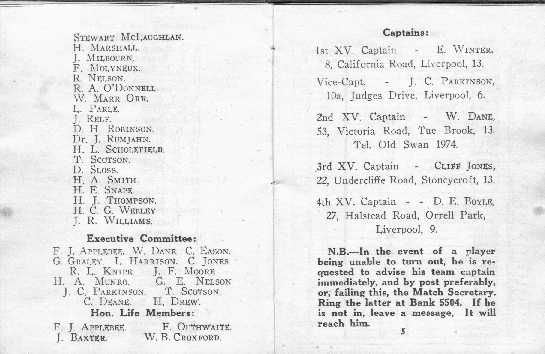 Stewart McLaughlan.
H. Marshall.
J. Milbourn.
F. Molyneux.
R. Nelson.
R. A. O'Donnell.
W. Marr Orr.
L. Parle.
J. Relf.
D. H. Robinson.
Dr. J. Rumjahn.
H. L. Scholefield.
T. Scotson.
D. Sloss.
H. A. Smith.
H. E. Snape.
H. J. Thompson.
H. C. G. Webley
J. R. Williams.
Executive Committee:
F. J. Applebee. W. Dane. C. Eason.
G. Graley. L. Harrison. C. Jones
R. L. Knipe J. F. Moore
H. A. Munro. G. E. Nelson
J. C. Parkinson. T. Scotson
C. Deane. H. Drew.
Hon. Life Members:
F. J. Applebee. F. Outhwaite.
J. Baxter. W. B. Croxford.
Captains:
1st XV. Captain - E. Winter,
8, California Road, Liverpool, 13.
Vice-Capt. - J. C. Parkinson,
10a, Judges Drive, Liverpool, 6.
2nd XV. Captain - W. Dane,
53, Victoria Road, Tue Brook, 13.
Tel. Old Swan 1974.
3rd XV. Captain - Cliff Jones,
22, Undercliffe Road, Stoneycroft, 13.
4th XV. Captain - - D. E. Boyle,
27, Halstead Road, Orrell Park,
Liverpool, 9.
N.B.—In the event of a player
being unable to turn out, he is re-
quested to advise his team captain
immediately, and by post preferably,
or, failing this, the Match Secretary.
Ring the latter at Bank 5504. If he
is not in, leave a message. It will
reach him.
5